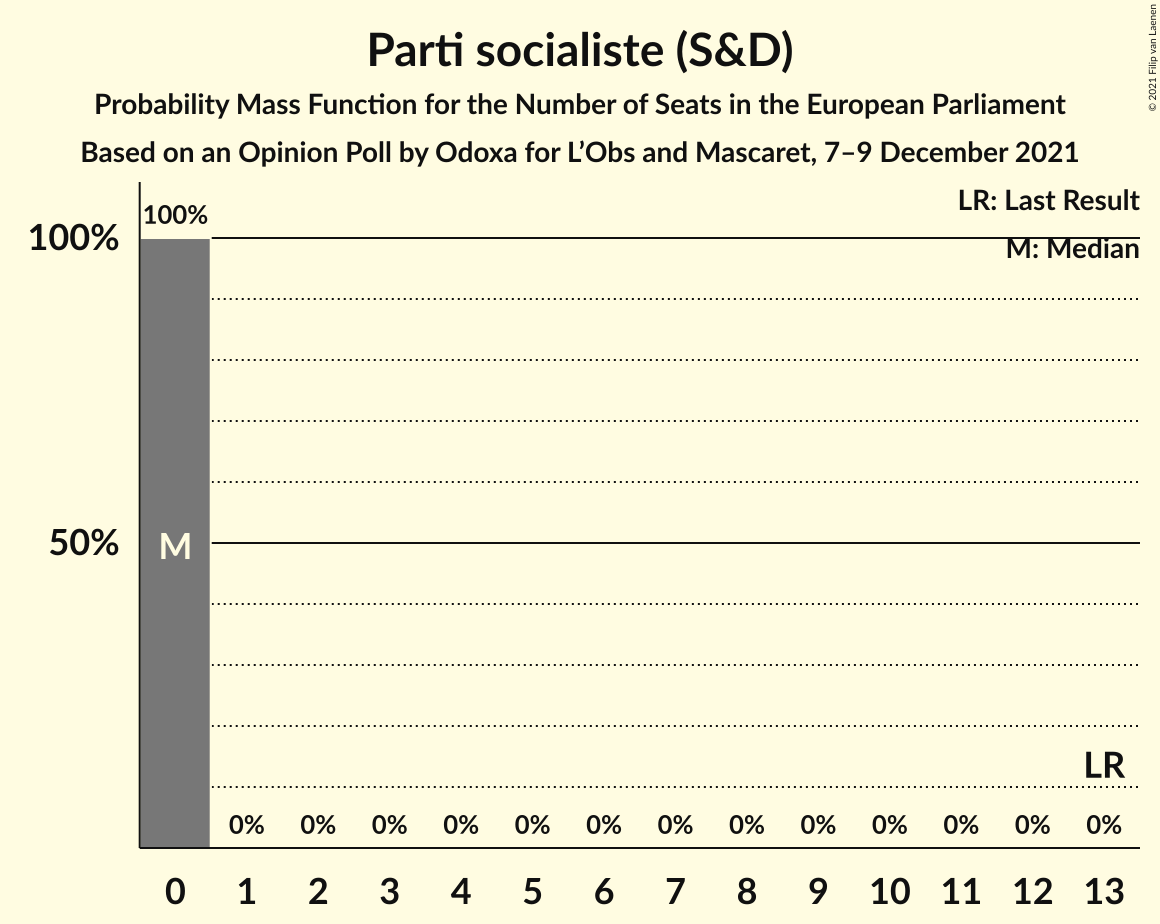 Parti socialiste (S&D)
Probability Mass Function for the Number of Seats in the European Parliament
Based on an Opinion Poll by Odoxa for L’Obs and Mascaret, 7–9 December 2021
© 2021 Filip van Laenen
LR: Last Result
M: Median
100%
100%
50%
M
LR
0% 0% 0% 0% 0% 0% 0% 0% 0% 0% 0% 0% 0%
0 1 2 3 4 5 6 7 8 9 10 11 12 13